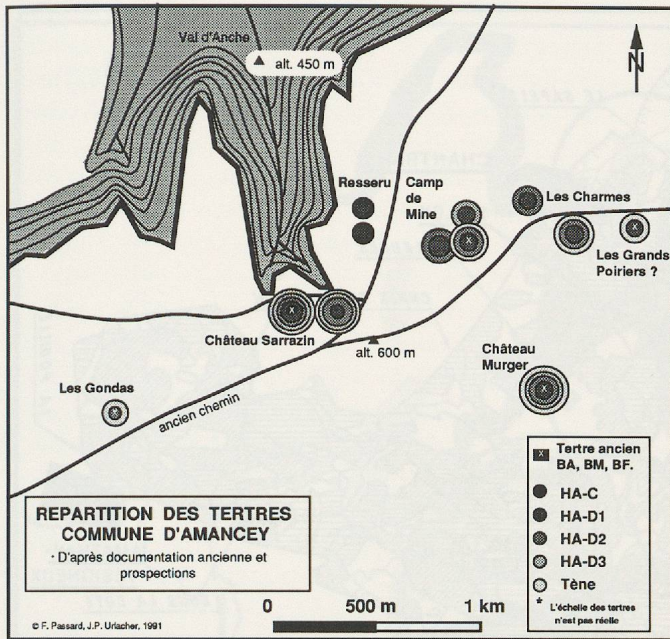 Val d'Anche
alt. 450 m
N
Resseru
Camp
de
Mine
Les Charmes
Les Grands
Poiriers ?
Château Sarrazin
alt. 600 m
Château
Murger
Les Gondas
ancien chemin
Tertre ancien
BA, BM, BF.
HA-C
HA-D1
HA-D2
HA-D3
Tène
* L'échelle des tertres
n'est pas réelle
REPARTITION DES TERTRES
COMMUNE D'AMANCEY
· D'après documentation ancienne et
prospections
0 500 m 1 km
© F. Passard, J.P. Urlacher, 1991